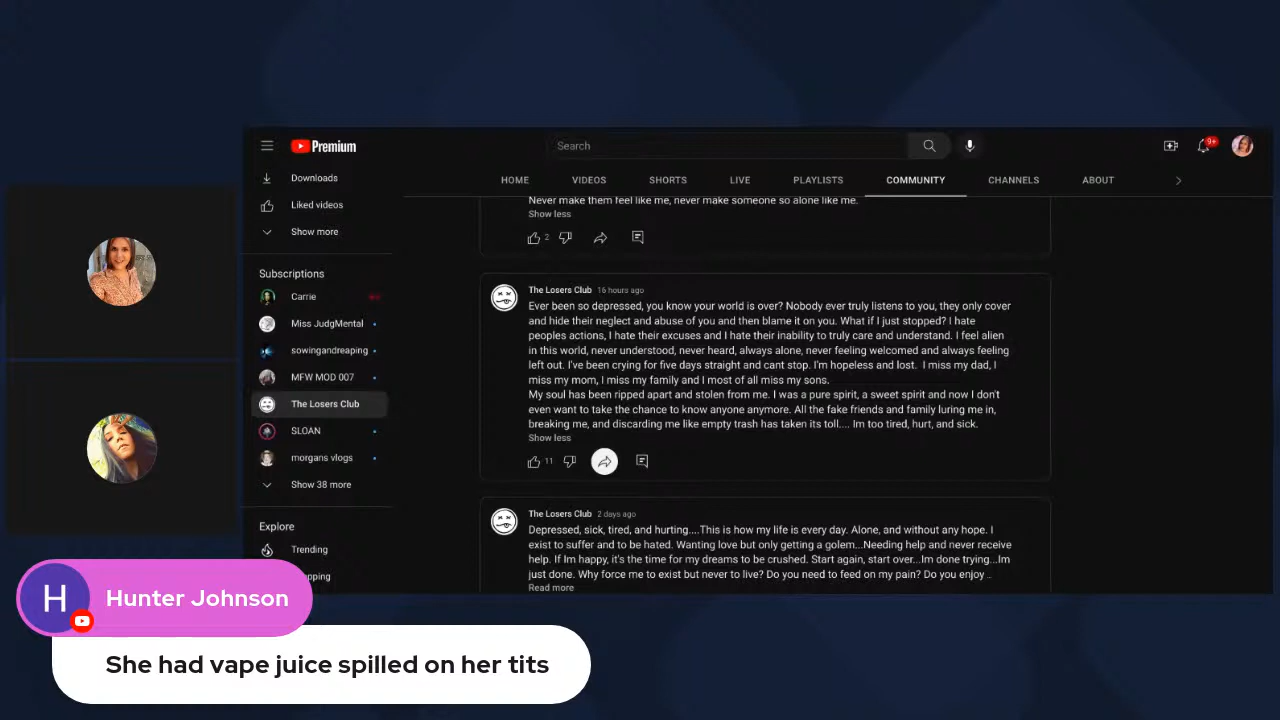 Premium
Search
9+
Downloads
HOME
VIDEOS
SHORTS
LIVE
PLAYLISTS
COMMUNITY
CHANNELS
ABOUT
Liked videos
Show more
Subscriptions
Carrie
Miss JudgMental
sowingandreaping
MFW MOD 007
The Losers Club
SLOAN
morgans vlogs
Show 38 more
Explore
Trending
Never make them feel like me, never make someone so alone like me.
Show less
2
The Losers Club 16 hours ago
Ever been so depressed, you know your world is over? Nobody ever truly listens to you, they only cover
and hide their neglect and abuse of you and then blame it on you. What if I just stopped? I hate
peoples actions, I hate their excuses and I hate their inability to truly care and understand. I feel alien
in this world, never understood, never heard, always alone, never feeling welcomed and always feeling
left out. I've been crying for five days straight and cant stop. I'm hopeless and lost. I miss my dad, I
miss my mom, I miss my family and I most of all miss my sons.
My soul has been ripped apart and stolen from me. I was a pure spirit, a sweet spirit and now I don't
even want to take the chance to know anyone anymore. All the fake friends and family luring me in,
breaking me, and discarding me like empty trash has taken its toll.... Im too tired, hurt, and sick.
Show less
11
The Losers Club 2 days ago
Depressed, sick, tired, and hurting....This is how my life is every day. Alone, and without any hope. I
exist to suffer and to be hated. Wanting love but only getting a golem...Needing help and never receive
help. If Im happy, it's the time for my dreams to be crushed. Start again, start over...Im done trying...Im
just done. Why force me to exist but never to live? Do you need to feed on my pain? Do you enjoy ...
Read more
H
Hunter Johnson
She had vape juice spilled on her tits